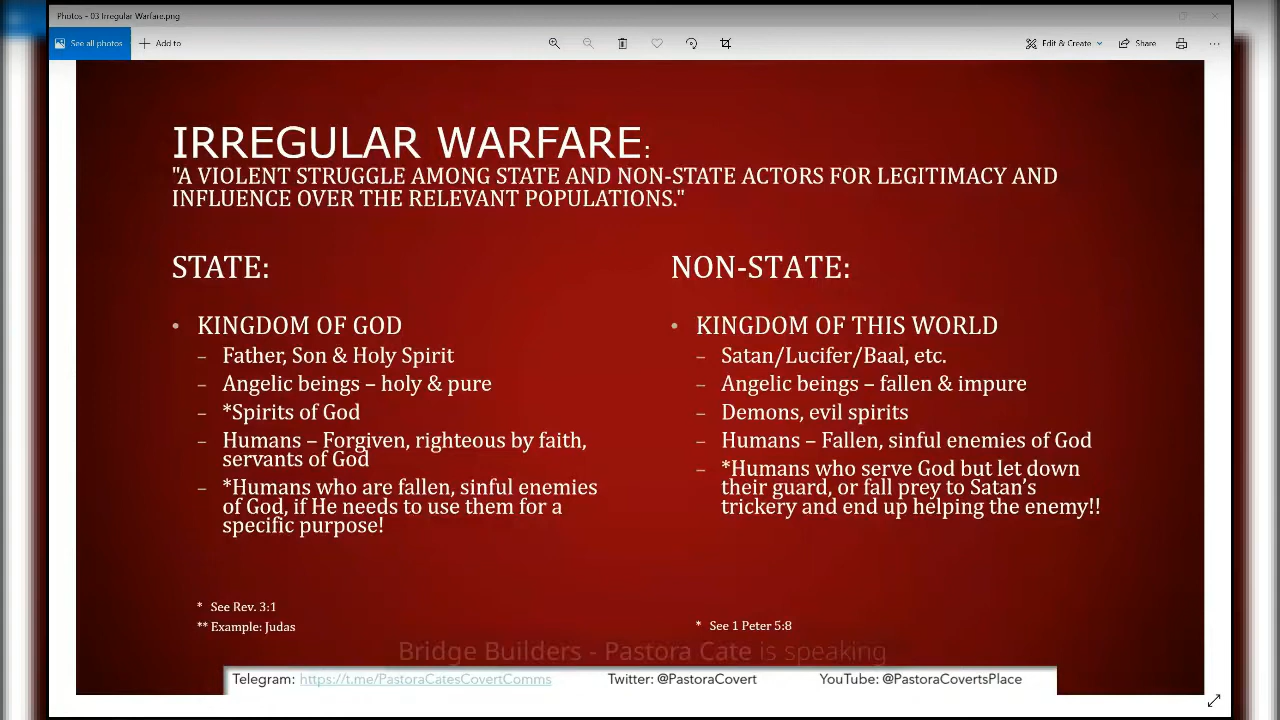 Photos - 03 Irregular Warfare.png
See all photos
Add to
Edit & Create
Share
IRREGULAR WARFARE:
"A VIOLENT STRUGGLE AMONG STATE AND NON-STATE ACTORS FOR LEGITIMACY AND
INFLUENCE OVER THE RELEVANT POPULATIONS."
STATE:
• KINGDOM OF GOD
– Father, Son & Holy Spirit
– Angelic beings – holy & pure
– *Spirits of God
– Humans – Forgiven, righteous by faith,
servants of God
– *Humans who are fallen, sinful enemies
of God, if He needs to use them for a
specific purpose!
* See Rev. 3:1
** Example: Judas
NON-STATE:
• KINGDOM OF THIS WORLD
– Satan/Lucifer/Baal, etc.
– Angelic beings – fallen & impure
– Demons, evil spirits
– Humans – Fallen, sinful enemies of God
– *Humans who serve God but let down
their guard, or fall prey to Satan's
trickery and end up helping the enemy!!
* See 1 Peter 5:8
Bridge Builders - Pastora Cate is speaking
Telegram: https://t.me/PastoraCatesCovertComms Twitter: @PastoraCovert YouTube: @PastoraCovertsPlace